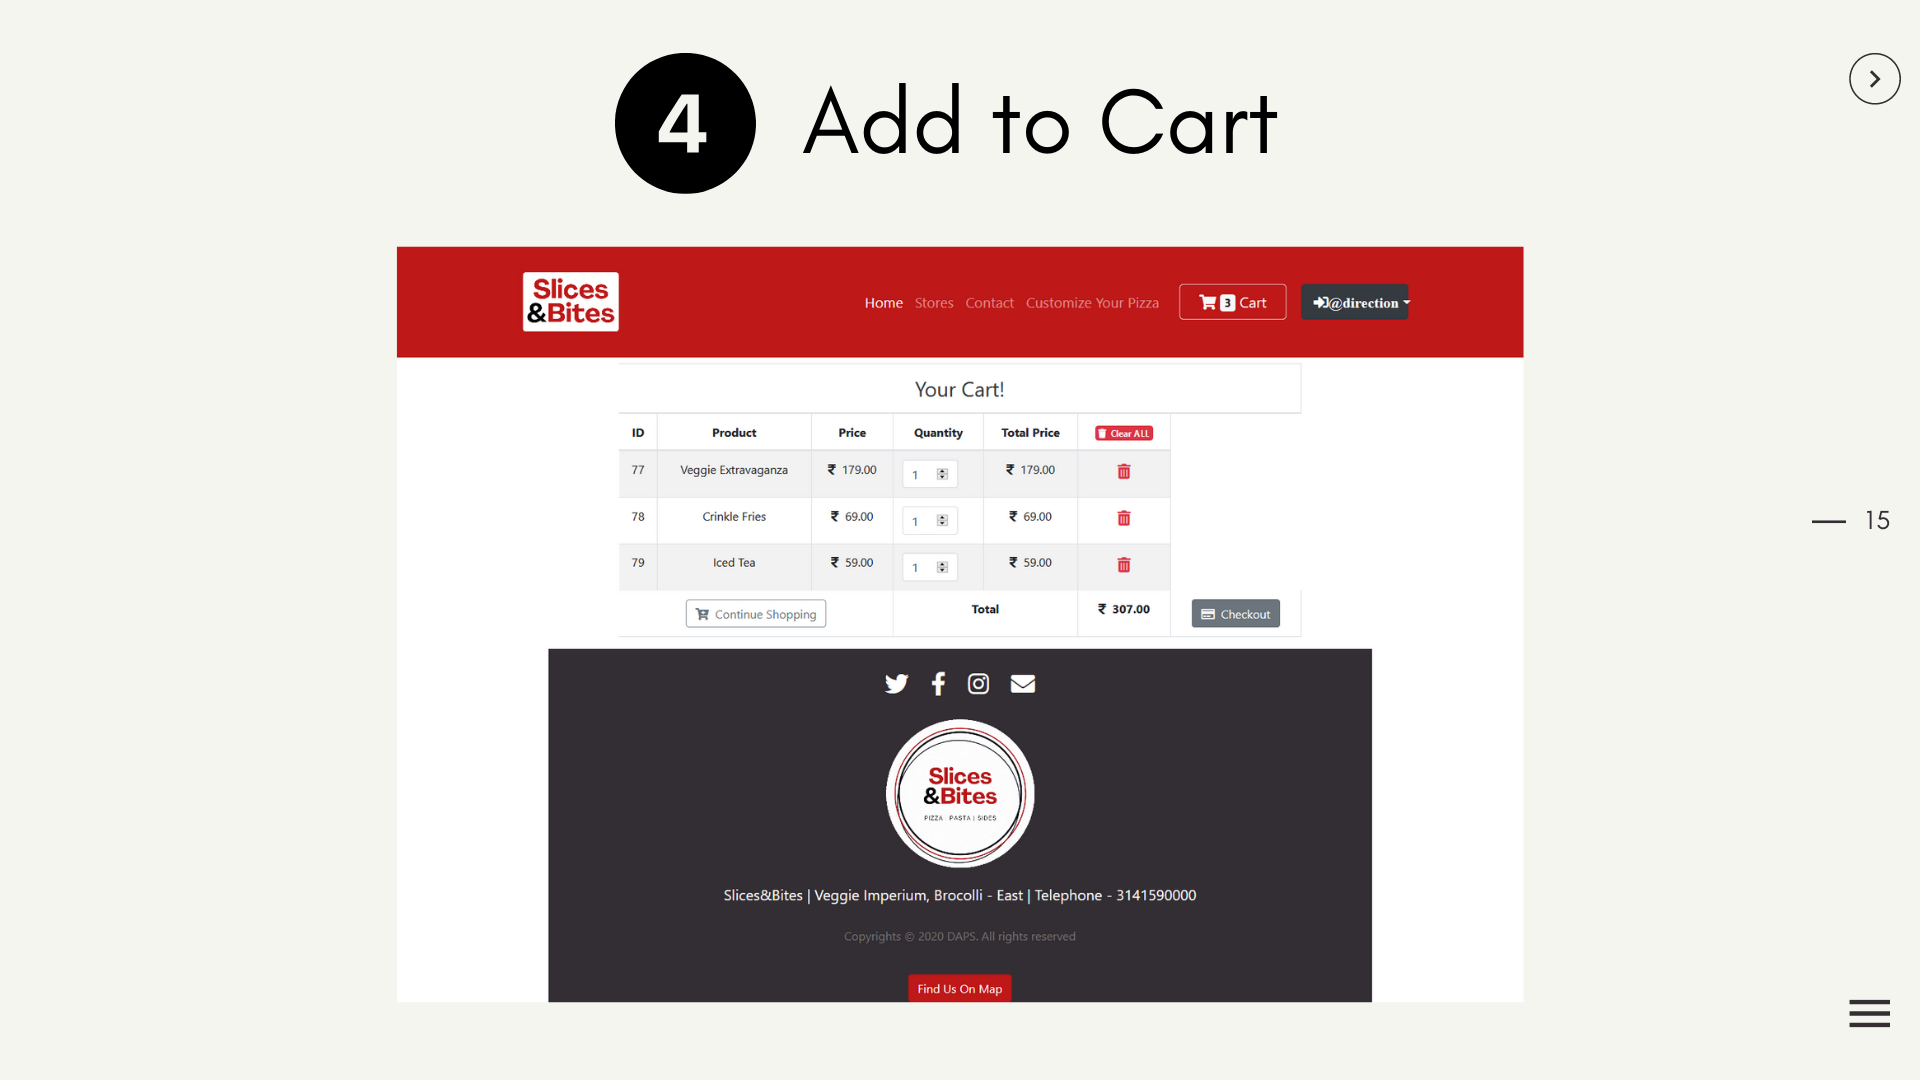 4 Add to Cart
Slices
&Bites
Home Stores Contact Customize Your Pizza 3 Cart @direction
Your Cart!
ID Product Price Quantity Total Price Clear ALL
77 Veggie Extravaganza ₹ 179.00 1 ₹ 179.00
78 Crinkle Fries ₹ 69.00 1 ₹ 69.00
79 Iced Tea ₹ 59.00 1 ₹ 59.00
Continue Shopping Total ₹ 307.00 Checkout
15
Slices
&Bites
PIZZA | PASTA | SIDES
Slices&Bites | Veggie Imperium, Brocolli - East | Telephone - 3141590000
Copyrights © 2020 DAPS. All rights reserved
Find Us On Map